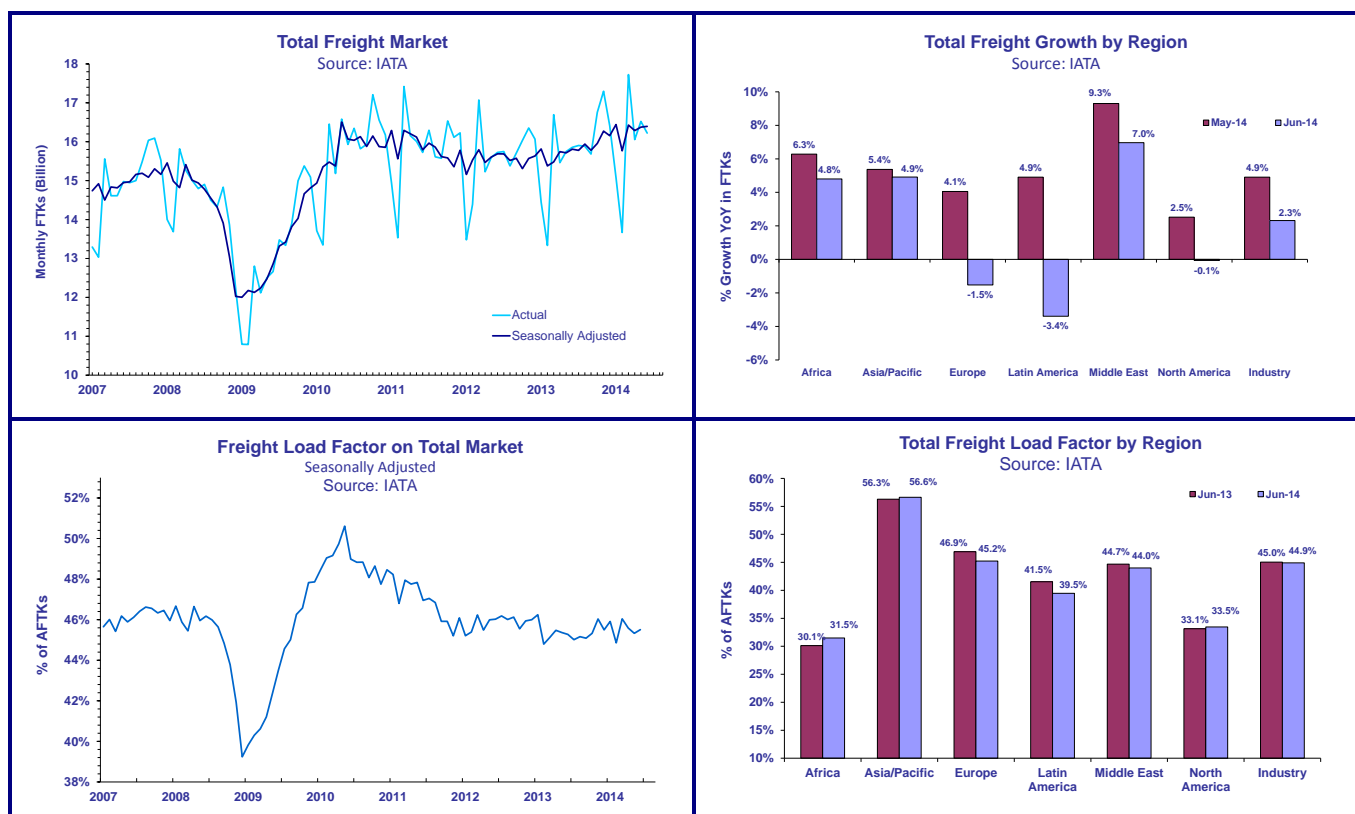 Total Freight Market
Source: IATA
Monthly FTKs (Billion)
18
17
16
15
14
13
12
11
10
Actual
Seasonally Adjusted
2007 2008 2009 2010 2011 2012 2013 2014
Total Freight Growth by Region
Source: IATA
% Growth YoY in FTKs
10%
8%
6%
4%
2%
0%
-2%
-4%
-6%
May-14 Jun-14
6.3% 4.8% 5.4% 4.9% 4.1% -1.5% 4.9% -3.4% 9.3% 7.0% 2.5% -0.1% 4.9% 2.3%
Africa Asia/Pacific Europe Latin America Middle East North America Industry
Freight Load Factor on Total Market
Seasonally Adjusted
Source: IATA
% of AFTKs
52%
50%
48%
46%
44%
42%
40%
38%
2007 2008 2009 2010 2011 2012 2013 2014
Total Freight Load Factor by Region
Source: IATA
% of AFTKs
60%
55%
50%
45%
40%
35%
30%
25%
20%
15%
10%
Jun-13 Jun-14
30.1% 31.5% 56.3% 56.6% 46.9% 45.2% 41.5% 39.5% 44.7% 44.0% 33.1% 33.5% 45.0% 44.9%
Africa Asia/Pacific Europe Latin Middle East North Industry
America America